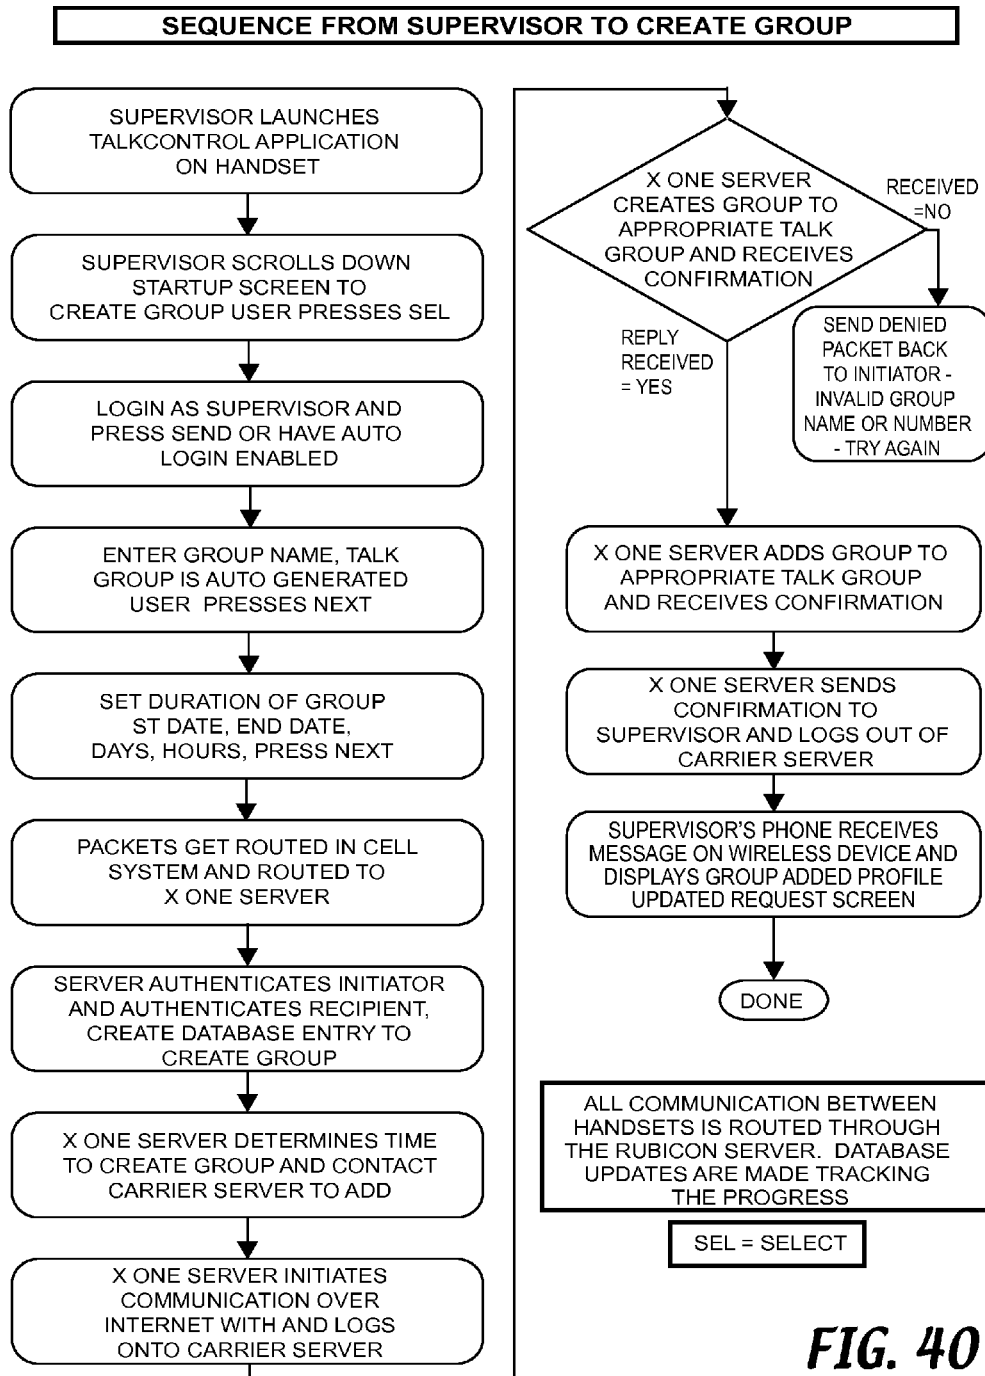 SEQUENCE FROM SUPERVISOR TO CREATE GROUP
SUPERVISOR LAUNCHES
TALKCONTROL APPLICATION
ON HANDSET
SUPERVISOR SCROLLS DOWN
STARTUP SCREEN TO
CREATE GROUP USER PRESSES SEL
LOGIN AS SUPERVISOR AND
PRESS SEND OR HAVE AUTO
LOGIN ENABLED
ENTER GROUP NAME, TALK
GROUP IS AUTO GENERATED
USER PRESSES NEXT
SET DURATION OF GROUP
ST DATE, END DATE,
DAYS, HOURS, PRESS NEXT
PACKETS GET ROUTED IN CELL
SYSTEM AND ROUTED TO
X ONE SERVER
SERVER AUTHENTICATES INITIATOR
AND AUTHENTICATES RECIPIENT,
CREATE DATABASE ENTRY TO
CREATE GROUP
X ONE SERVER DETERMINES TIME
TO CREATE GROUP AND CONTACT
CARRIER SERVER TO ADD
X ONE SERVER INITIATES
COMMUNICATION OVER
INTERNET WITH AND LOGS
ONTO CARRIER SERVER
X ONE SERVER
CREATES GROUP TO
APPROPRIATE TALK
GROUP AND RECEIVES
CONFIRMATION
RECEIVED
=NO
SEND DENIED
PACKET BACK
TO INITIATOR -
INVALID GROUP
NAME OR NUMBER
- TRY AGAIN
REPLY
RECEIVED
= YES
X ONE SERVER ADDS GROUP TO
APPROPRIATE TALK GROUP
AND RECEIVES CONFIRMATION
X ONE SERVER SENDS
CONFIRMATION TO
SUPERVISOR AND LOGS OUT OF
CARRIER SERVER
SUPERVISOR'S PHONE RECEIVES
MESSAGE ON WIRELESS DEVICE AND
DISPLAYS GROUP ADDED PROFILE
UPDATED REQUEST SCREEN
DONE
ALL COMMUNICATION BETWEEN
HANDSETS IS ROUTED THROUGH
THE RUBICON SERVER. DATABASE
UPDATES ARE MADE TRACKING
THE PROGRESS
SEL = SELECT
FIG. 40